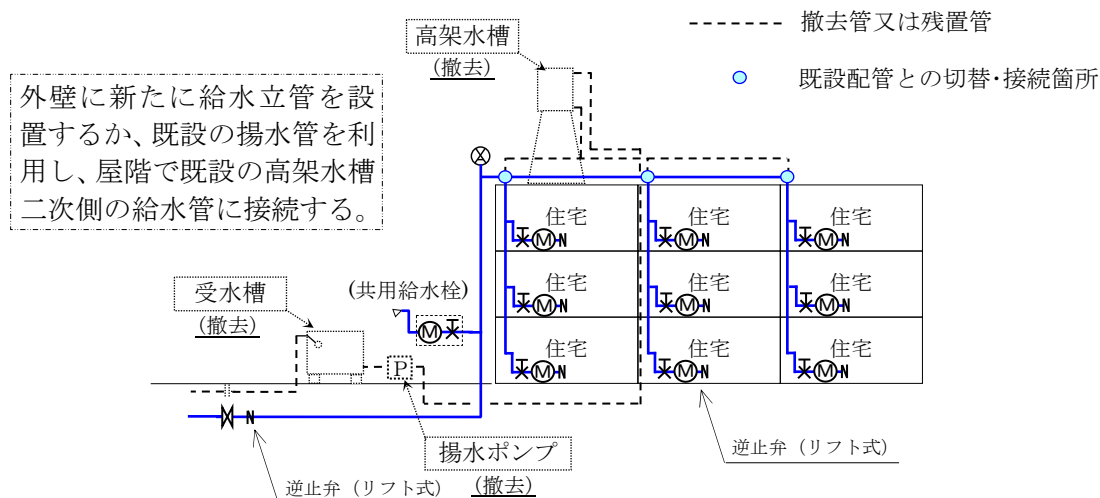 高架水槽
(撤去)
撤去管又は残置管
既設配管との切替･接続箇所
外壁に新たに給水立管を設
置するか、既設の揚水管を利
用し、屋階で既設の高架水槽
二次側の給水管に接続する。
住宅 住宅 住宅
M N M N M N
住宅 住宅 住宅
M N M N M N
住宅 住宅 住宅
M N M N M N
受水槽
(撤去)
(共用給水栓)
M
P
N
揚水ポンプ
(撤去)
逆止弁（リフト式）
逆止弁（リフト式）